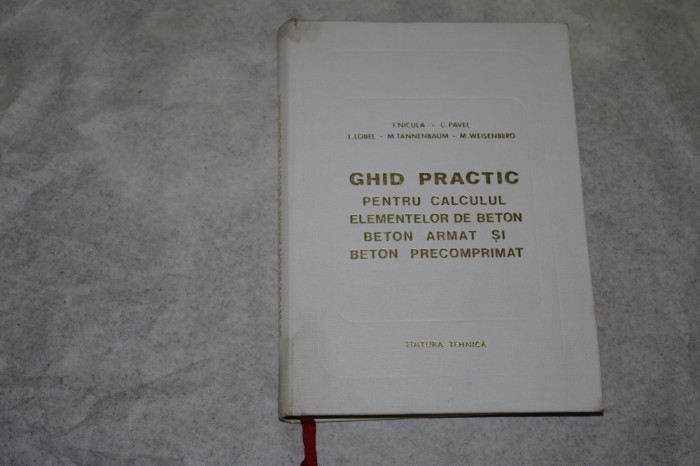 I. NICULA - C. PAVEL
E. LOBEL - M. TANNENBAUM - M. WEISENBERG
GHID PRACTIC
PENTRU CALCULUL
ELEMENTELOR DE BETON
BETON ARMAT ȘI
BETON PRECOMPRIMAT
EDITURA TEHNICĂ